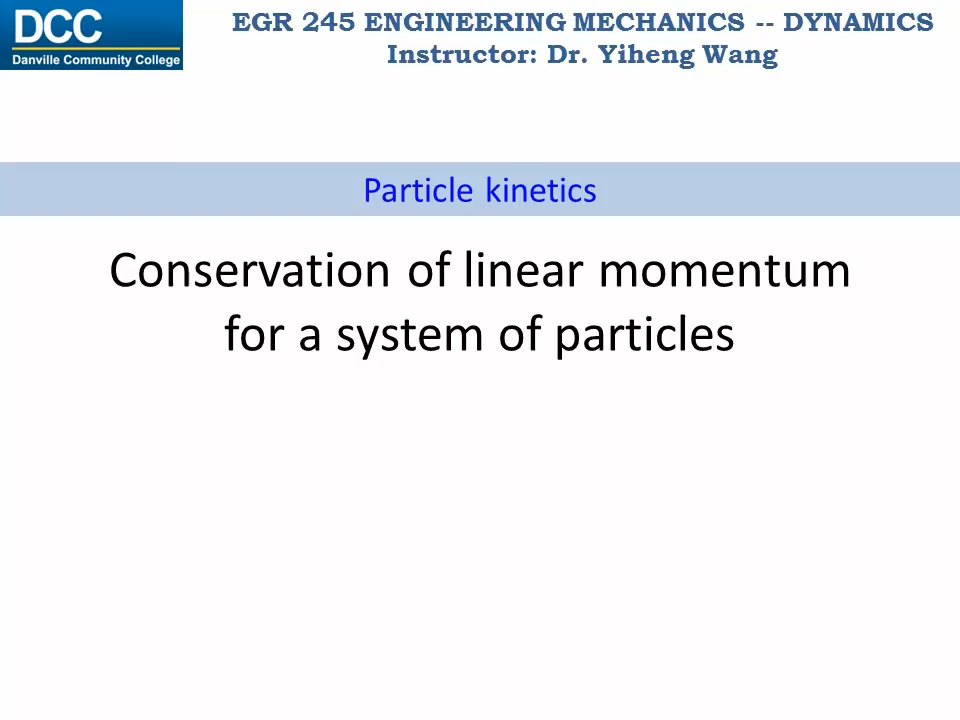 DCC
Danville Community College
EGR 245 ENGINEERING MECHANICS -- DYNAMICS
Instructor: Dr. Yiheng Wang
Particle kinetics
Conservation of linear momentum
for a system of particles